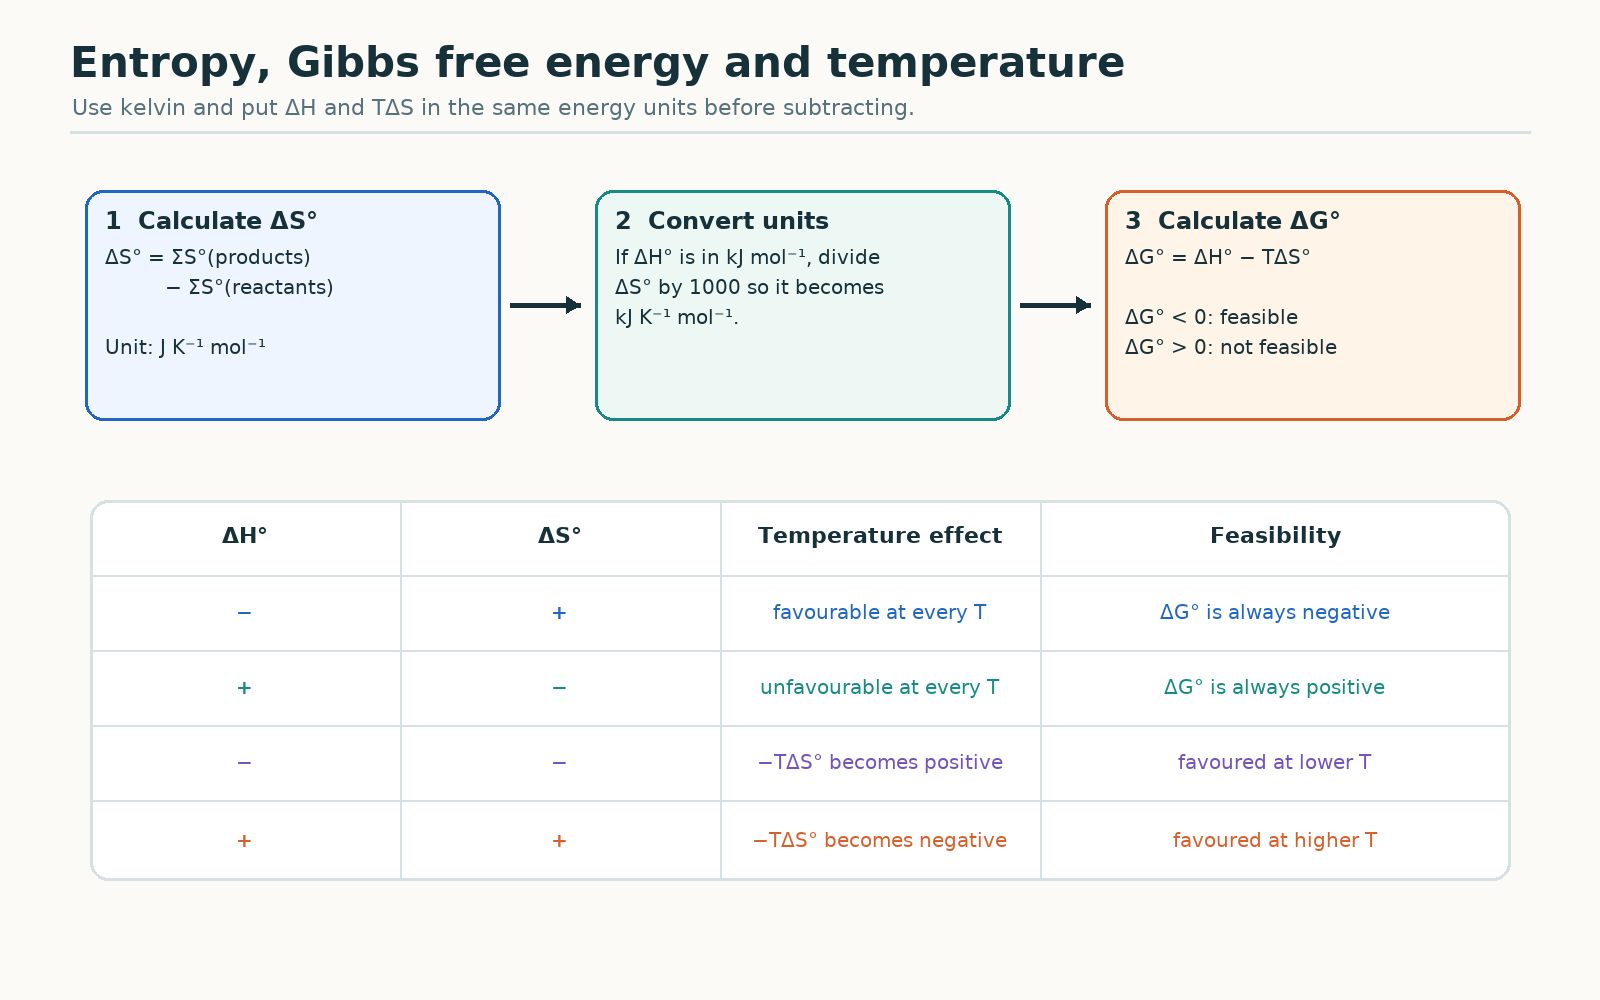 Entropy, Gibbs free energy and temperature
Use kelvin and put ΔH and TΔS in the same energy units before subtracting.
1 Calculate ΔS°
ΔS° = ΣS°(products)
− ΣS°(reactants)
Unit: J K⁻¹ mol⁻¹
2 Convert units
If ΔH° is in kJ mol⁻¹, divide
ΔS° by 1000 so it becomes
kJ K⁻¹ mol⁻¹.
3 Calculate ΔG°
ΔG° = ΔH° − TΔS°
ΔG° < 0: feasible
ΔG° > 0: not feasible
ΔH° ΔS° Temperature effect Feasibility
− + favourable at every T ΔG° is always negative
+ − unfavourable at every T ΔG° is always positive
− − −TΔS° becomes positive favoured at lower T
+ + −TΔS° becomes negative favoured at higher T